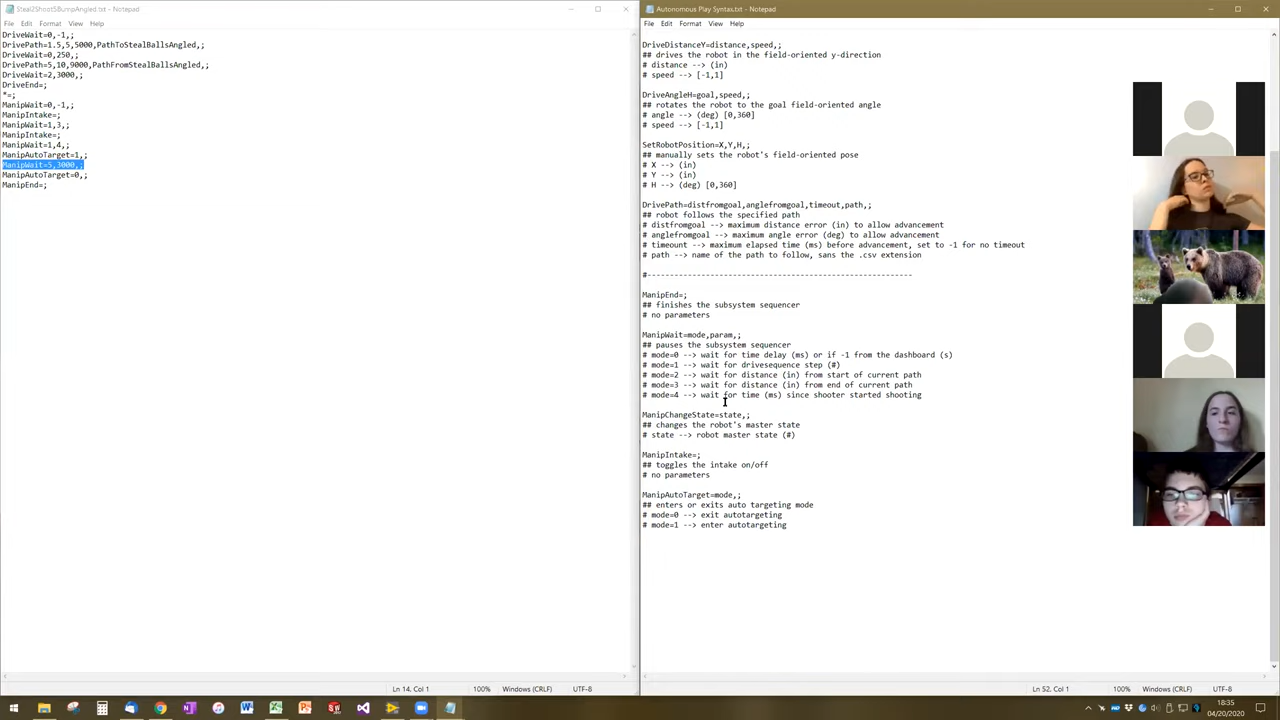 Steal2Shoot5BumpAngled.txt - Notepad
File Edit Format View Help
DriveWait=0,-1,;
DrivePath=1.5,5,5000,PathToStealBallsAngled,;
DriveWait=0,250,;
DrivePath=5,10,9000,PathFromStealBallsAngled,;
DriveWait=2,3000,;
DriveEnd=;
*=;
ManipWait=0,-1,;
ManipIntake=;
ManipWait=1,3,;
ManipIntake=;
ManipWait=1,4,;
ManipAutoTarget=1,;
ManipWait=5,3000,;
ManipAutoTarget=0,;
ManipEnd=;
Ln 14, Col 1 100% Windows (CRLF) UTF-8
Autonomous Play Syntax.txt - Notepad
File Edit Format View Help
DriveDistanceY=distance,speed,;
## drives the robot in the field-oriented y-direction
# distance --> (in)
# speed --> [-1,1]
DriveAngleH=goal,speed,;
## rotates the robot to the goal field-oriented angle
# angle --> (deg) [0,360]
# speed --> [-1,1]
SetRobotPosition=X,Y,H,;
## manually sets the robot's field-oriented pose
# X --> (in)
# Y --> (in)
# H --> (deg) [0,360]
DrivePath=distfromgoal,anglefromgoal,timeout,path,;
## robot follows the specified path
# distfromgoal --> maximum distance error (in) to allow advancement
# anglefromgoal --> maximum angle error (deg) to allow advancement
# timeount --> maximum elapsed time (ms) before advancement, set to -1 for no timeout
# path --> name of the path to follow, sans the .csv extension
#-----------------------------------------------------------
ManipEnd=;
## finishes the subsystem sequencer
# no parameters
ManipWait=mode,param,;
## pauses the subsystem sequencer
# mode=0 --> wait for time delay (ms) or if -1 from the dashboard (s)
# mode=1 --> wait for drivesequence step (#)
# mode=2 --> wait for distance (in) from start of current path
# mode=3 --> wait for distance (in) from end of current path
# mode=4 --> wait for time (ms) since shooter started shooting
ManipChangeState=state,;
## changes the robot's master state
# state --> robot master state (#)
ManipIntake=;
## toggles the intake on/off
# no parameters
ManipAutoTarget=mode,;
## enters or exits auto targeting mode
# mode=0 --> exit autotargeting
# mode=1 --> enter autotargeting
Ln 52, Col 1 100% Windows (CRLF) UTF-8
18:35
04/20/2020